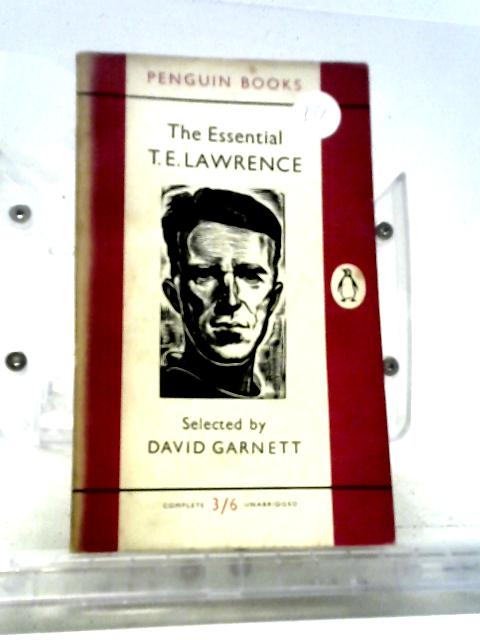 PENGUIN BOOKS
The Essential
T. E. LAWRENCE
Selected by
DAVID GARNETT
COMPLETE 3/6 UNABRIDGED